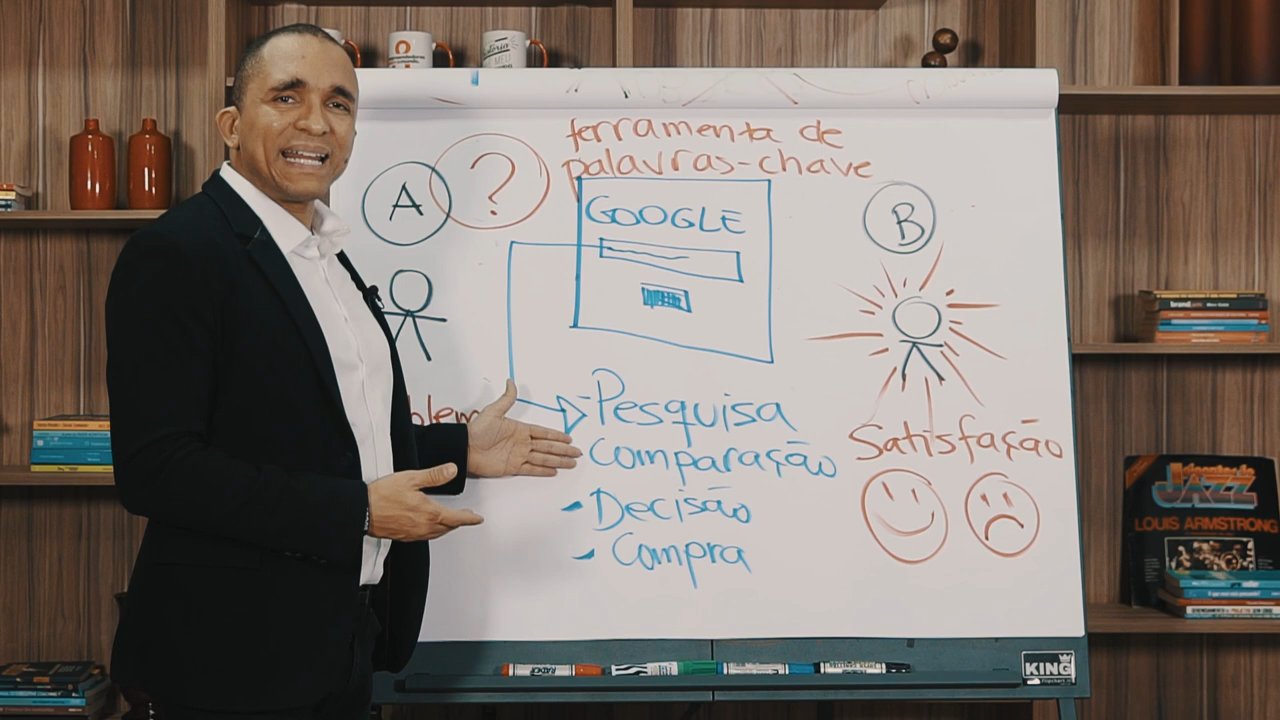 ferramenta de
palavras-chave
A
?
GOOGLE
B
-Pesquisa
Comparação
- Decisão
- Compra
Satisfação
JAZZ
LOUIS ARMSTRONG
KING